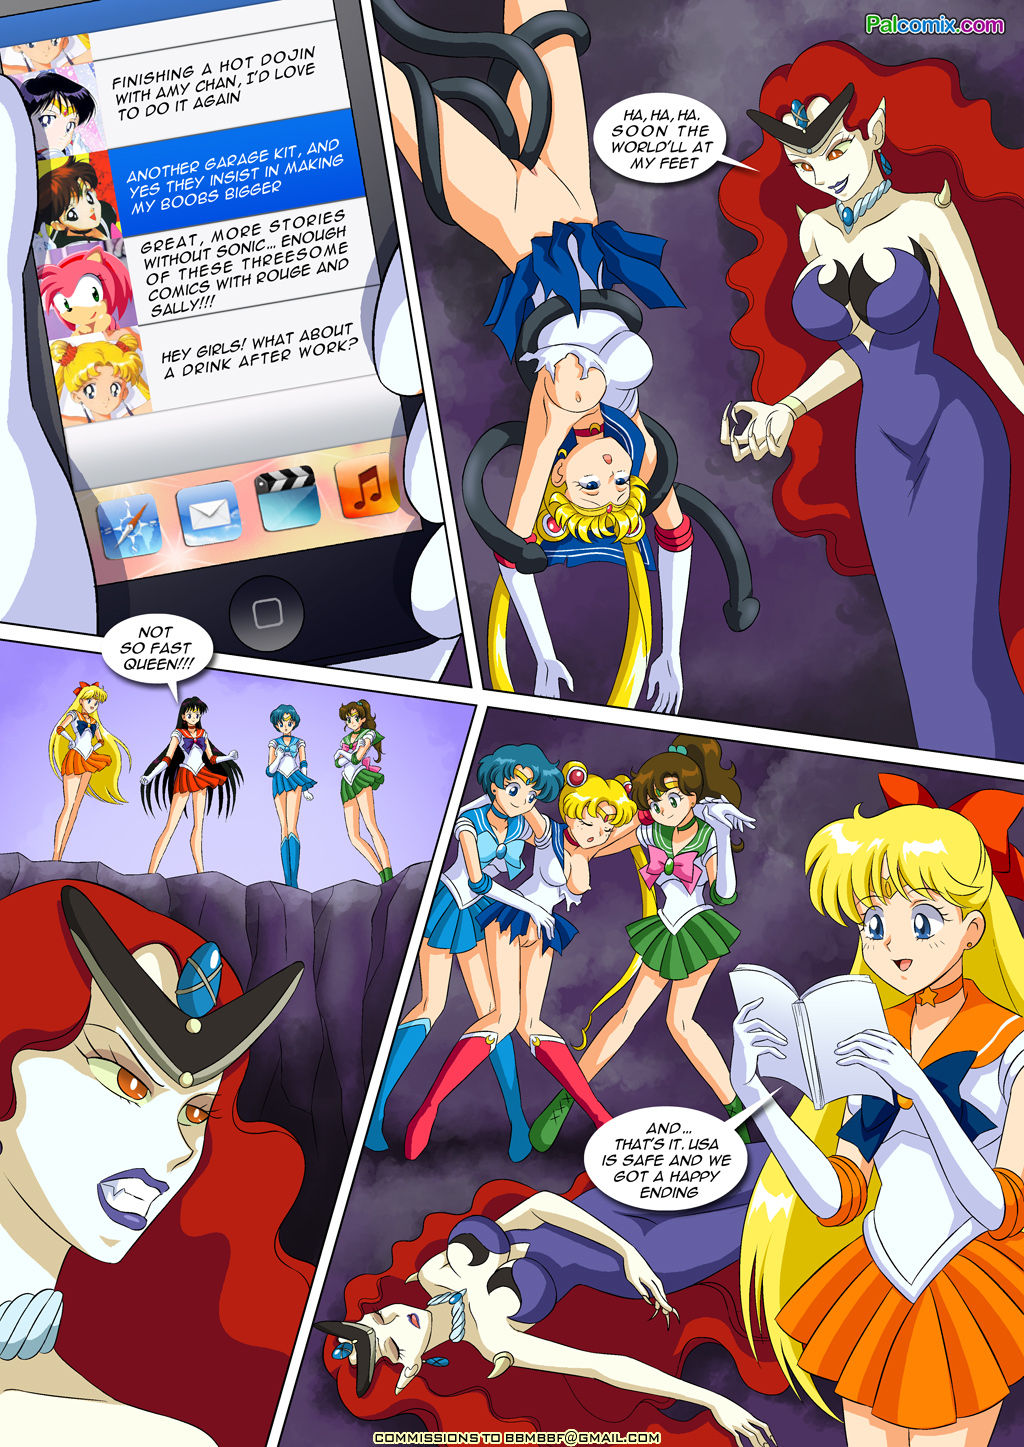 Palcomix.com
FINISHING A HOT DOJIN
WITH AMY CHAN, I'D LOVE
TO DO IT AGAIN
ANOTHER GARAGE KIT, AND
YES THEY INSIST IN MAKING
MY BOOBS BIGGER
GREAT, MORE STORIES
WITHOUT SONIC... ENOUGH
OF THESE THREESOME
COMICS WITH ROUGE AND
SALLY!!!
HEY GIRLS! WHAT ABOUT
A DRINK AFTER WORK?
HA, HA, HA.
SOON THE
WORLD'LL AT
MY FEET
NOT
SO FAST
QUEEN!!!
AND...
THAT'S IT. USA
IS SAFE AND WE
GOT A HAPPY
ENDING
COMMISSIONS TO BBMBBF@GMAIL.COM